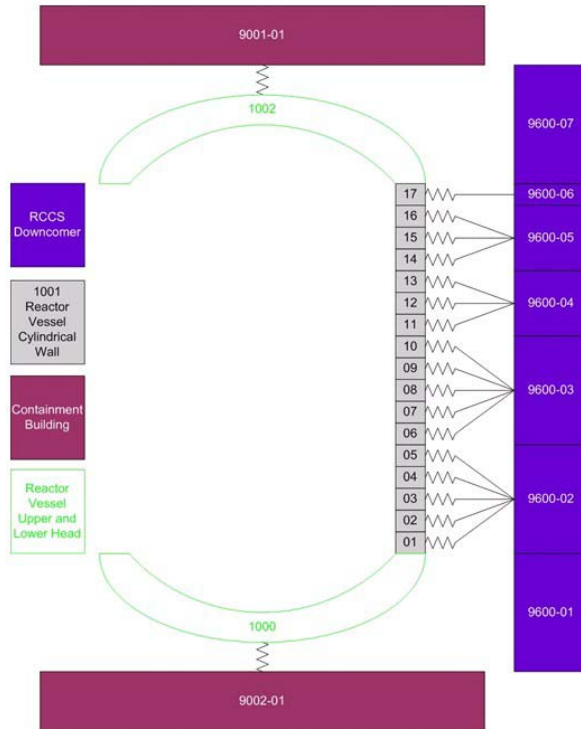 9001-01
1002
9600-07
RCCS
Downcomer
1001
Reactor
Vessel
Cylindrical
Wall
Containment
Building
Reactor
Vessel
Upper and
Lower Head
17
16
15
14
13
12
11
10
09
08
07
06
05
04
03
02
01
9600-06
9600-05
9600-04
9600-03
9600-02
9600-01
1000
9002-01